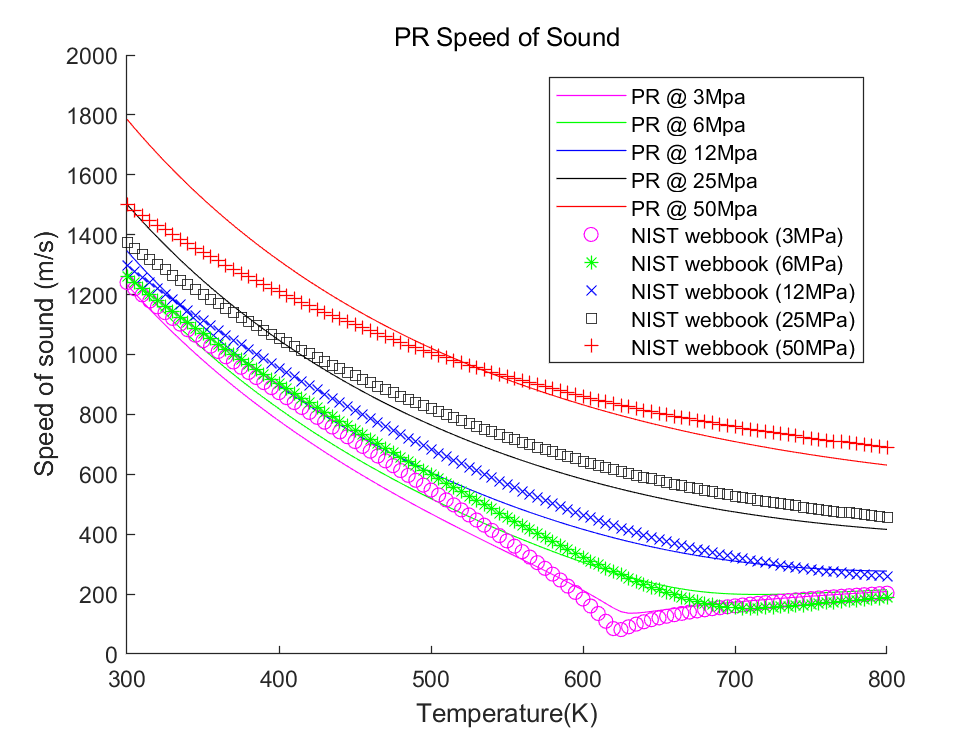 PR Speed of Sound
2000
1800
1600
1400
1200
1000
800
600
400
200
0
Speed of sound (m/s)
PR @ 3Mpa
PR @ 6Mpa
PR @ 12Mpa
PR @ 25Mpa
PR @ 50Mpa
NIST webbook (3MPa)
NIST webbook (6MPa)
NIST webbook (12MPa)
NIST webbook (25MPa)
NIST webbook (50MPa)
300 400 500 600 700 800
Temperature(K)